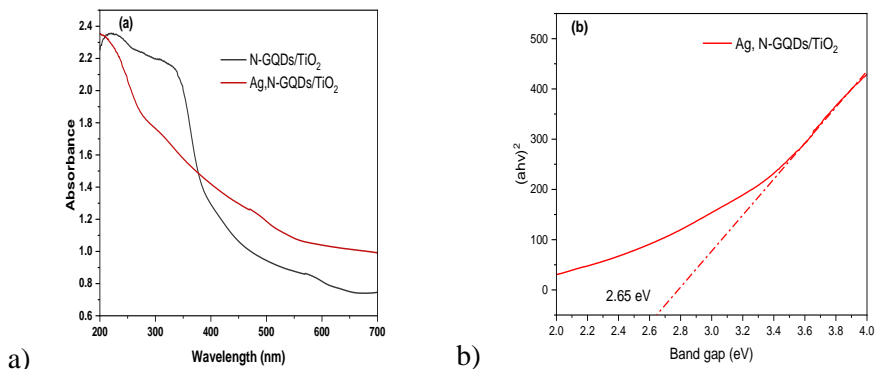 (a)
2.4
2.2
2.0
1.8
1.6
1.4
1.2
1.0
0.8
0.6
Absorbance
N-GQDs/TiO₂
Ag,N-GQDs/TiO₂
200 300 400 500 600 700
Wavelength (nm)
a)
(b)
500
400
300
200
100
0
(ahv)²
Ag, N-GQDs/TiO₂
2.65 eV
2.0 2.2 2.4 2.6 2.8 3.0 3.2 3.4 3.6 3.8 4.0
Band gap (eV)
b)